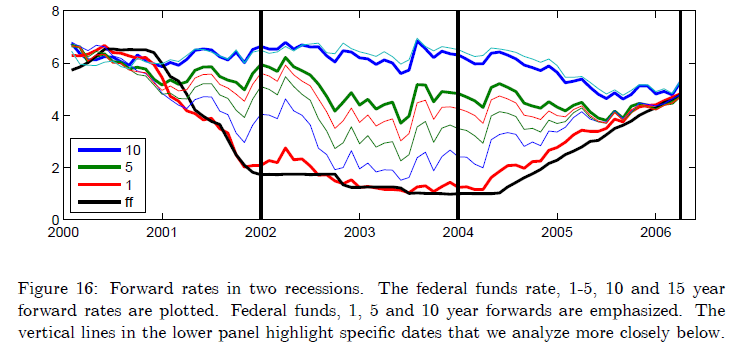 8
6
4
2
0
10
5
1
ff
2000 2001 2002 2003 2004 2005 2006
Figure 16: Forward rates in two recessions. The federal funds rate, 1-5, 10 and 15 year
forward rates are plotted. Federal funds, 1, 5 and 10 year forwards are emphasized. The
vertical lines in the lower panel highlight specific dates that we analyze more closely below.